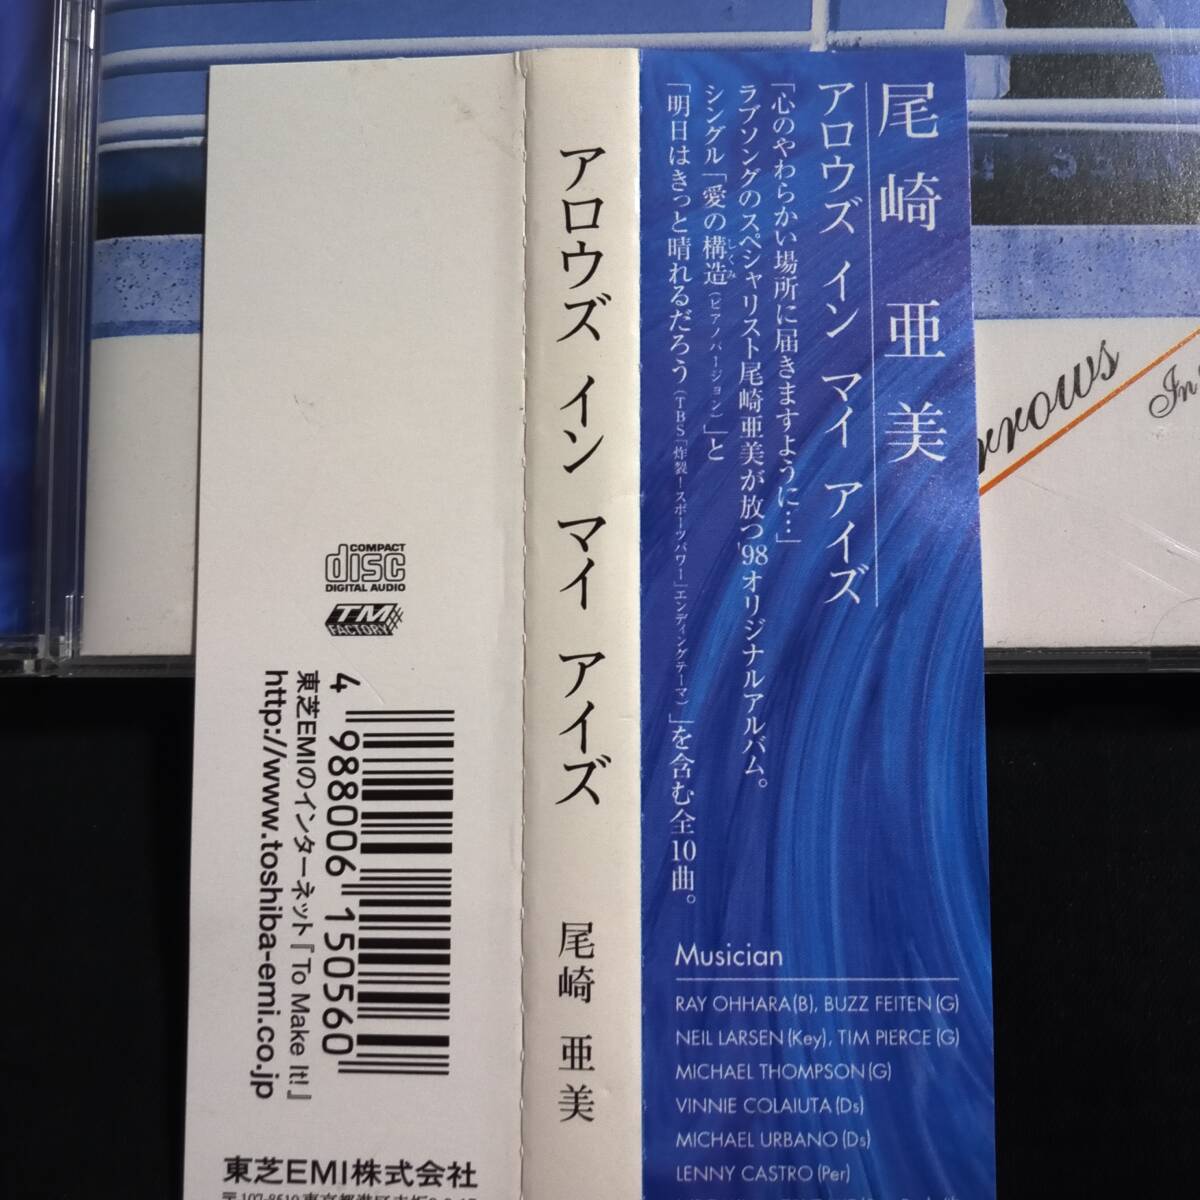 尾崎 亜美
アロウズ イン マイ アイズ
「心のやわらかい場所に届きますように…」
ラブソングのスペシャリスト尾崎亜美が放つ'98オリジナルアルバム。
シングル「愛の構造(ピアノバージョン)」と
しくみ
「明日はきっと晴れるだろう(TBS「炸裂!スポーツパワー」エンディングテーマ)」を含む全10曲。
Musician
RAY OHHARA(B), BUZZ FEITEN(G)
NEIL LARSEN(Key), TIM PIERCE(G)
MICHAEL THOMPSON(G)
VINNIE COLAIUTA(Ds)
MICHAEL URBANO(Ds)
LENNY CASTRO(Per)
アロウズ イン マイ アイズ 尾崎 亜美
COMPACT
disc
DIGITAL AUDIO
TM
FACTORY
4 988006 150560
東芝EMIのインターネット『To Make It!』
http://www.toshiba-emi.co.jp
東芝EMI株式会社
rrows
In